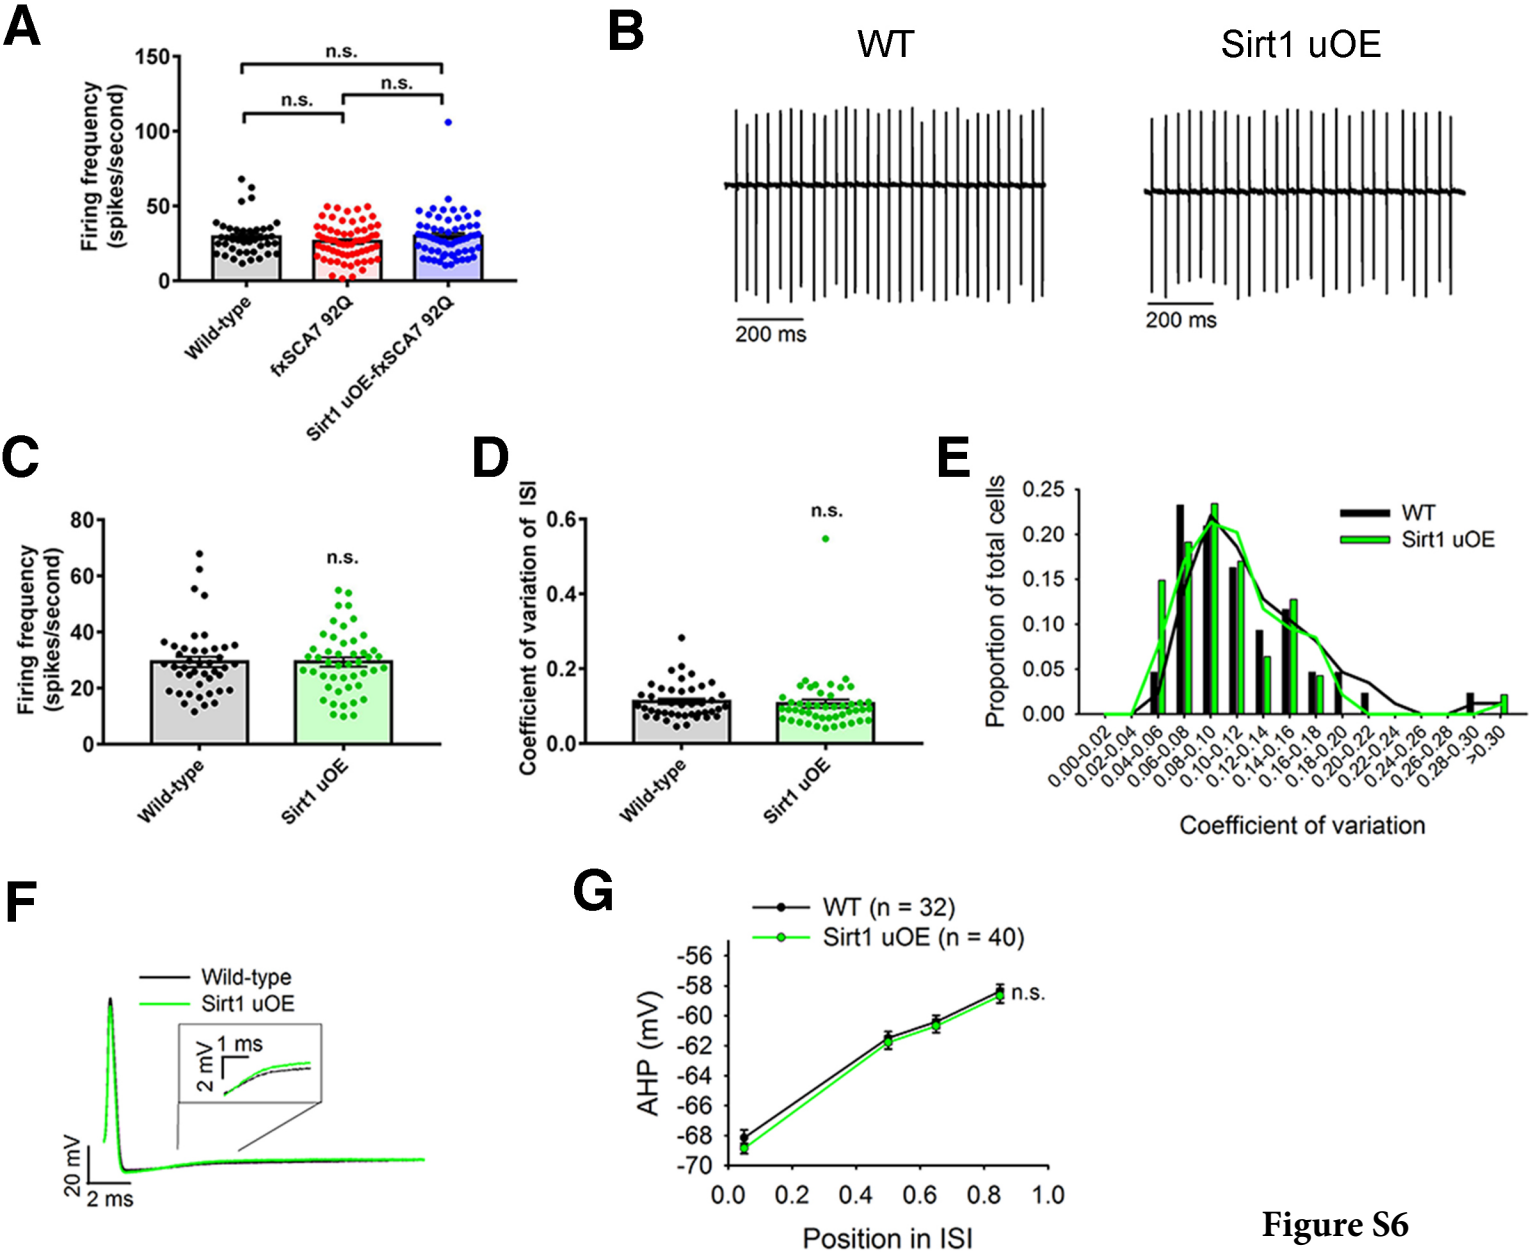 A
150
100
50
0
Firing frequency
(spikes/second)
n.s.
n.s.
n.s.
Wild-type
fxSCA7 92Q
Sirt1 uOE-fxSCA7 92Q
B
WT
Sirt1 uOE
200 ms
200 ms
C
80
60
40
20
0
Firing frequency
(spikes/second)
n.s.
Wild-type
Sirt1 uOE
D
0.6
0.4
0.2
0.0
Coefficient of variation of ISI
n.s.
Wild-type
Sirt1 uOE
E
0.25
0.20
0.15
0.10
0.05
0.00
Proportion of total cells
WT
Sirt1 uOE
0.00-0.02
0.02-0.04
0.04-0.06
0.06-0.08
0.08-0.10
0.10-0.12
0.12-0.14
0.14-0.16
0.16-0.18
0.18-0.20
0.20-0.22
0.22-0.24
0.24-0.26
0.26-0.28
0.28-0.30
>0.30
Coefficient of variation
F
Wild-type
Sirt1 uOE
1 ms
2 mV
20 mV
2 ms
G
WT (n = 32)
Sirt1 uOE (n = 40)
-56
-58
-60
-62
-64
-66
-68
-70
AHP (mV)
n.s.
0.0 0.2 0.4 0.6 0.8 1.0
Position in ISI
Figure S6